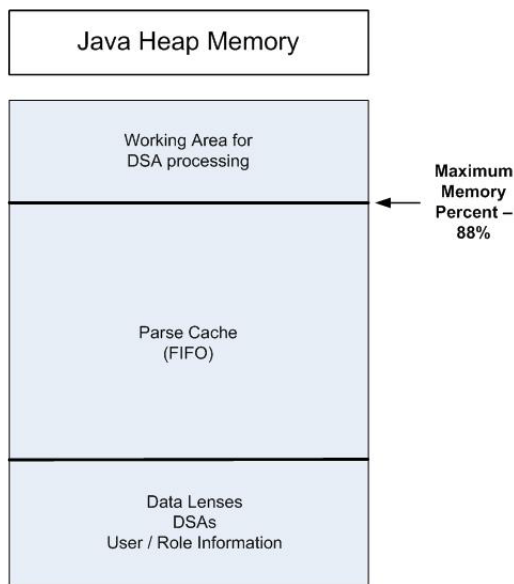 Java Heap Memory
Working Area for
DSA processing
Maximum
Memory
Percent –
88%
Parse Cache
(FIFO)
Data Lenses
DSAs
User / Role Information